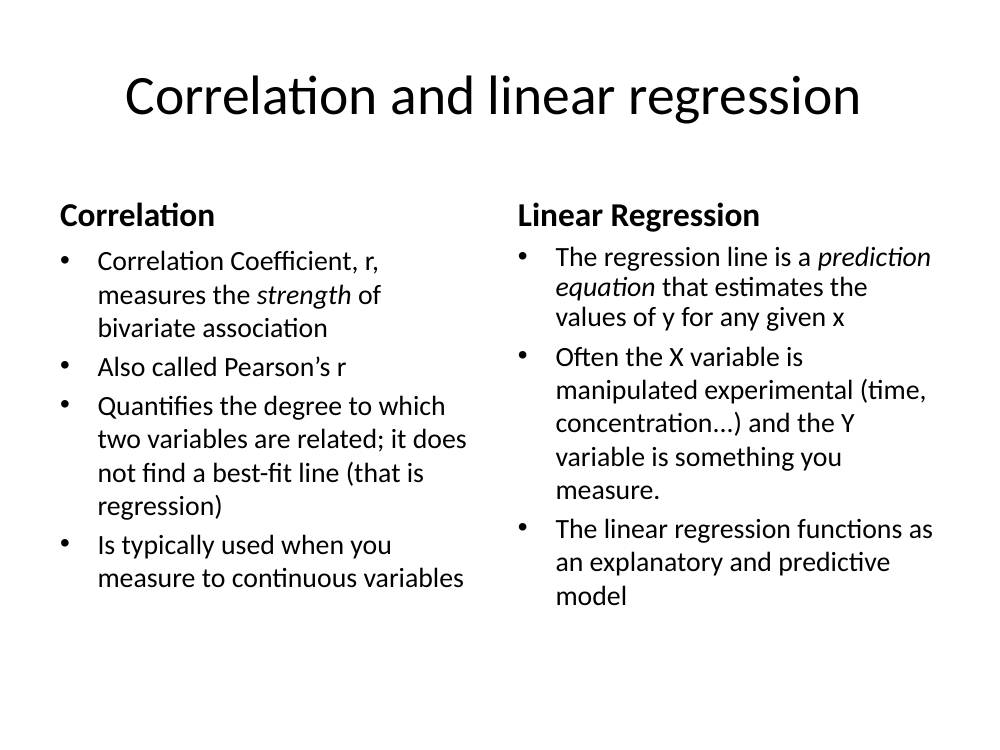 Correlation and linear regression
Correlation
• Correlation Coefficient, r,
measures the strength of
bivariate association
• Also called Pearson’s r
• Quantifies the degree to which
two variables are related; it does
not find a best-fit line (that is
regression)
• Is typically used when you
measure to continuous variables
Linear Regression
• The regression line is a prediction
equation that estimates the
values of y for any given x
• Often the X variable is
manipulated experimental (time,
concentration...) and the Y
variable is something you
measure.
• The linear regression functions as
an explanatory and predictive
model